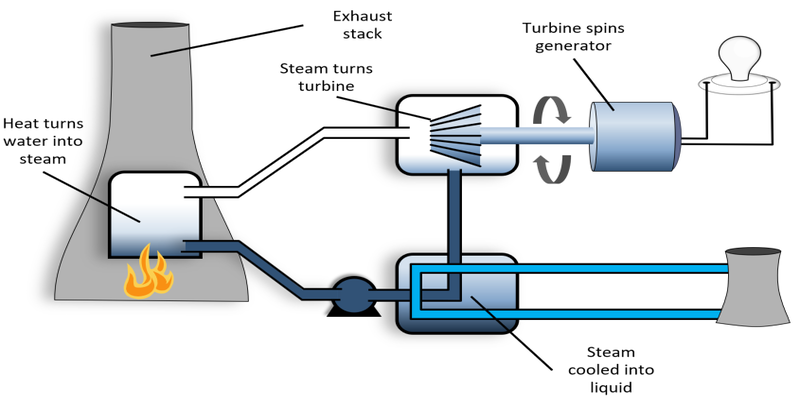 Exhaust
stack
Turbine spins
generator
Steam turns
turbine
Heat turns
water into
steam
Steam
cooled into
liquid